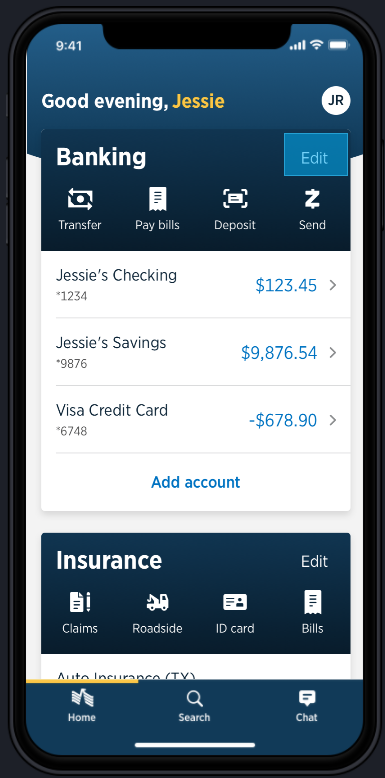 9:41
Good evening, Jessie
JR
Banking
Edit
Transfer
Pay bills
Deposit
Send
Jessie's Checking
*1234
$123.45
Jessie's Savings
*9876
$9,876.54
Visa Credit Card
*6748
-$678.90
Add account
Insurance
Edit
Claims
Roadside
ID card
Bills
Auto Insurance (TX)
Home
Search
Chat